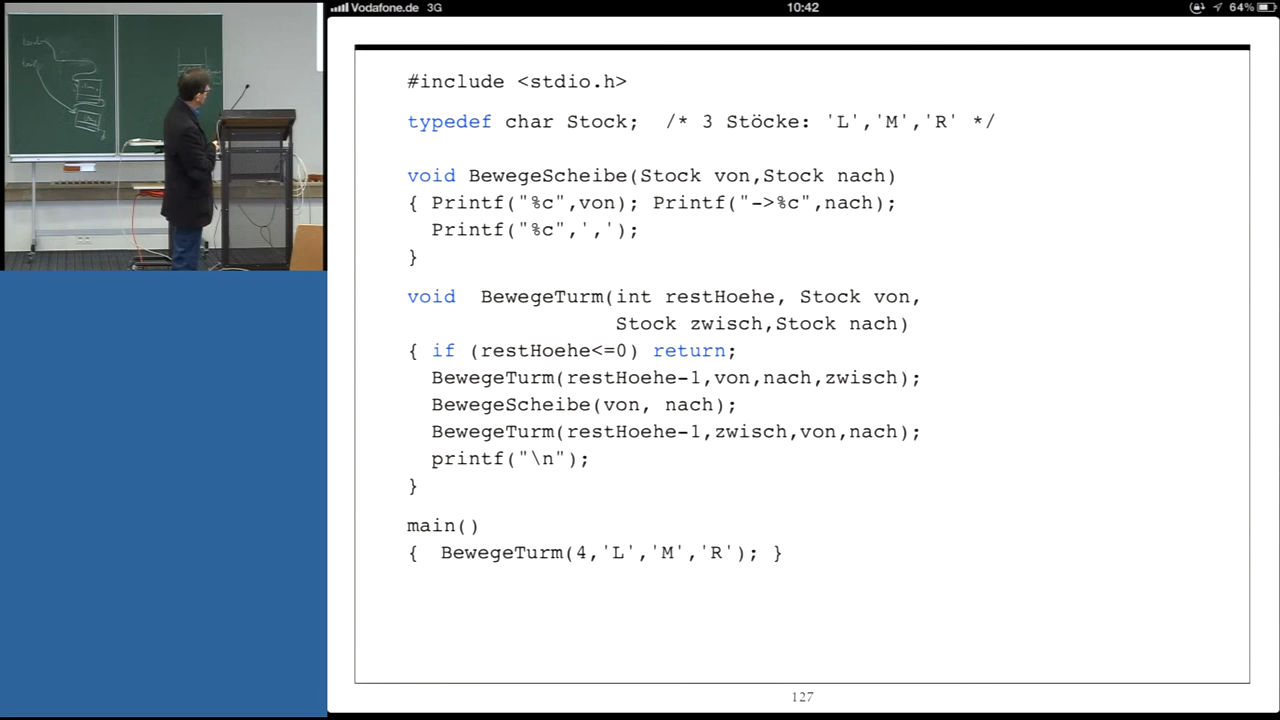 Vodafone.de 3G 10:42 64%
#include <stdio.h>
typedef char Stock; /* 3 Stöcke: 'L','M','R' */
void BewegeScheibe(Stock von,Stock nach)
{ Printf("%c",von); Printf("->%c",nach);
Printf("%c",',');
}
void BewegeTurm(int restHoehe, Stock von,
Stock zwisch,Stock nach)
{ if (restHoehe<=0) return;
BewegeTurm(restHoehe-1,von,nach,zwisch);
BewegeScheibe(von, nach);
BewegeTurm(restHoehe-1,zwisch,von,nach);
printf("\n");
}
main()
{ BewegeTurm(4,'L','M','R'); }
127